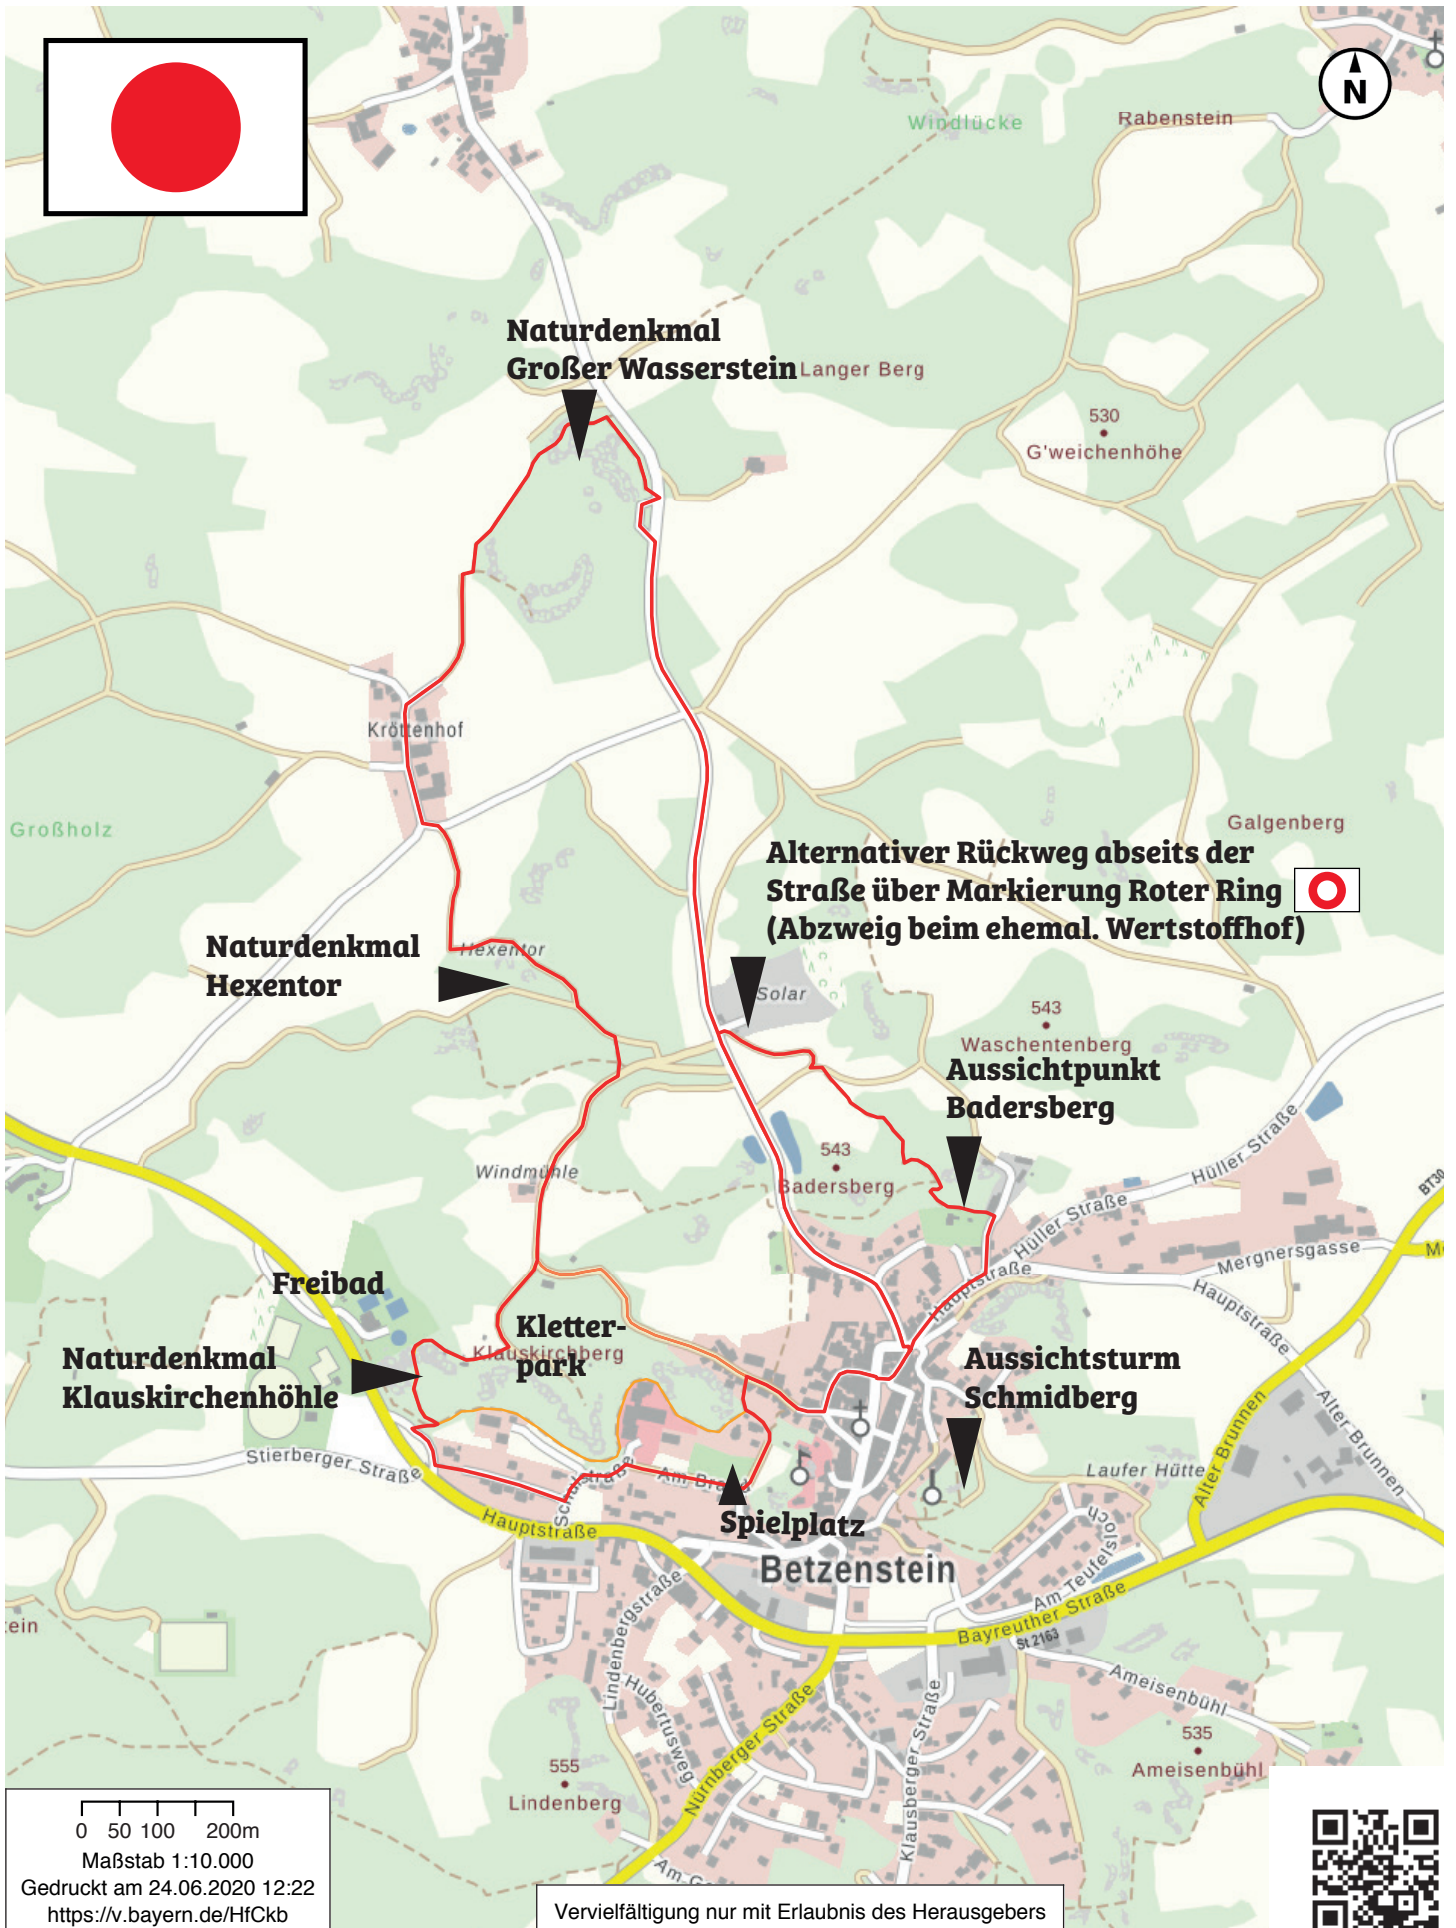 N
Windlücke
Rabenstein
Naturdenkmal
Großer Wasserstein
Langer Berg
530
G'weichenhöhe
Kröttenhof
Großholz
Galgenberg
Alternativer Rückweg abseits der
Straße über Markierung Roter Ring
(Abzweig beim ehemal. Wertstoffhof)
Naturdenkmal
Hexentor
Hexentor
Solar
543
Waschentenberg
Aussichtpunkt
Badersberg
543
Badersberg
Windmühle
Hüller Straße
Hüller Straße
BT30
Mergnersgasse
Hauptstraße
Hauptstraße
Freibad
Kletter-
park
Klauskirchberg
Naturdenkmal
Klauskirchenhöhle
Aussichtsturm
Schmidberg
Alter Brunnen
Alter Brunnen
Stierberger Straße
Schulstraße
Laufer Hütte
Spielplatz
Hauptstraße
Betzenstein
Am Teufelsloch
Bayreuther Straße
St 2163
Lindenbergstraße
Hubertusweg
Nürnberger Straße
Klausberger Straße
Ameisenbühl
535
Ameisenbühl
555
Lindenberg
0 50 100 200m
Maßstab 1:10.000
Gedruckt am 24.06.2020 12:22
https://v.bayern.de/HfCkb
Vervielfältigung nur mit Erlaubnis des Herausgebers